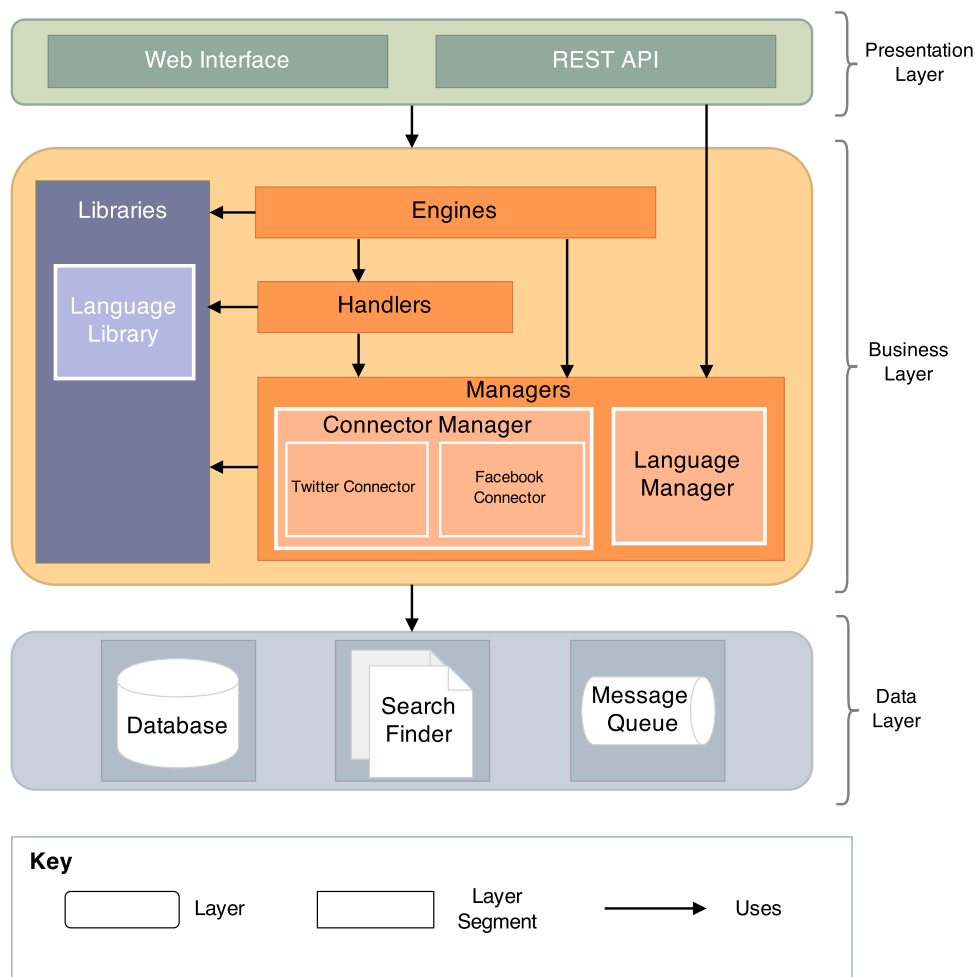 Web Interface
REST API
Presentation
Layer
Libraries
Engines
Language
Library
Handlers
Business
Layer
Managers
Connector Manager
Twitter Connector
Facebook
Connector
Language
Manager
Database
Search
Finder
Message
Queue
Data
Layer
Key
Layer
Layer
Segment
Uses